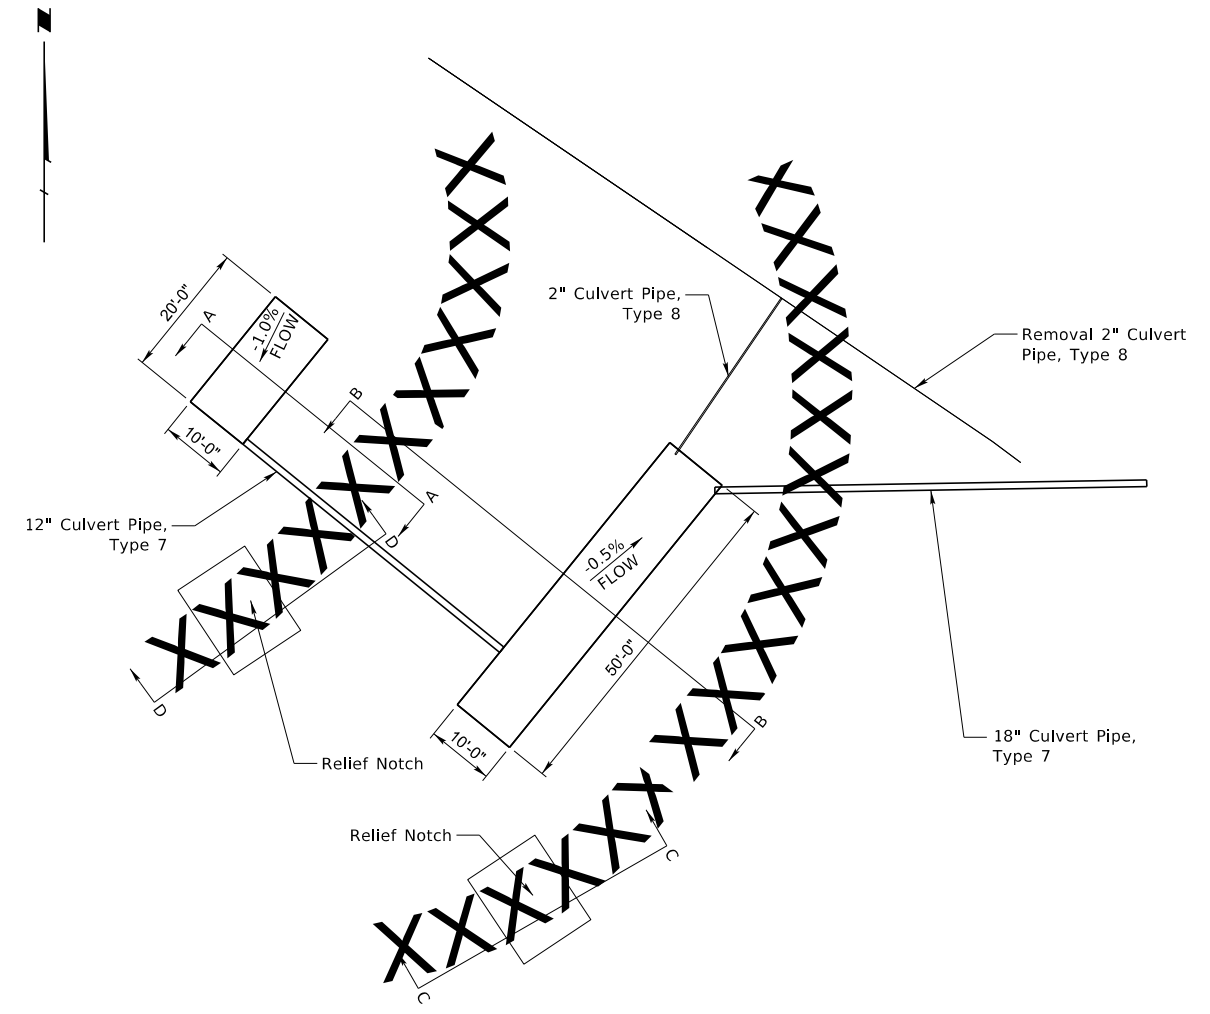 N
20'-0"
A
-1.0%
FLOW
2" Culvert Pipe,
Type 8
Removal 2" Culvert
Pipe, Type 8
B
10'-0"
A
12" Culvert Pipe,
Type 7
D
-0.5%
FLOW
50'-0"
D
B
10'-0"
18" Culvert Pipe,
Type 7
Relief Notch
Relief Notch
C
C